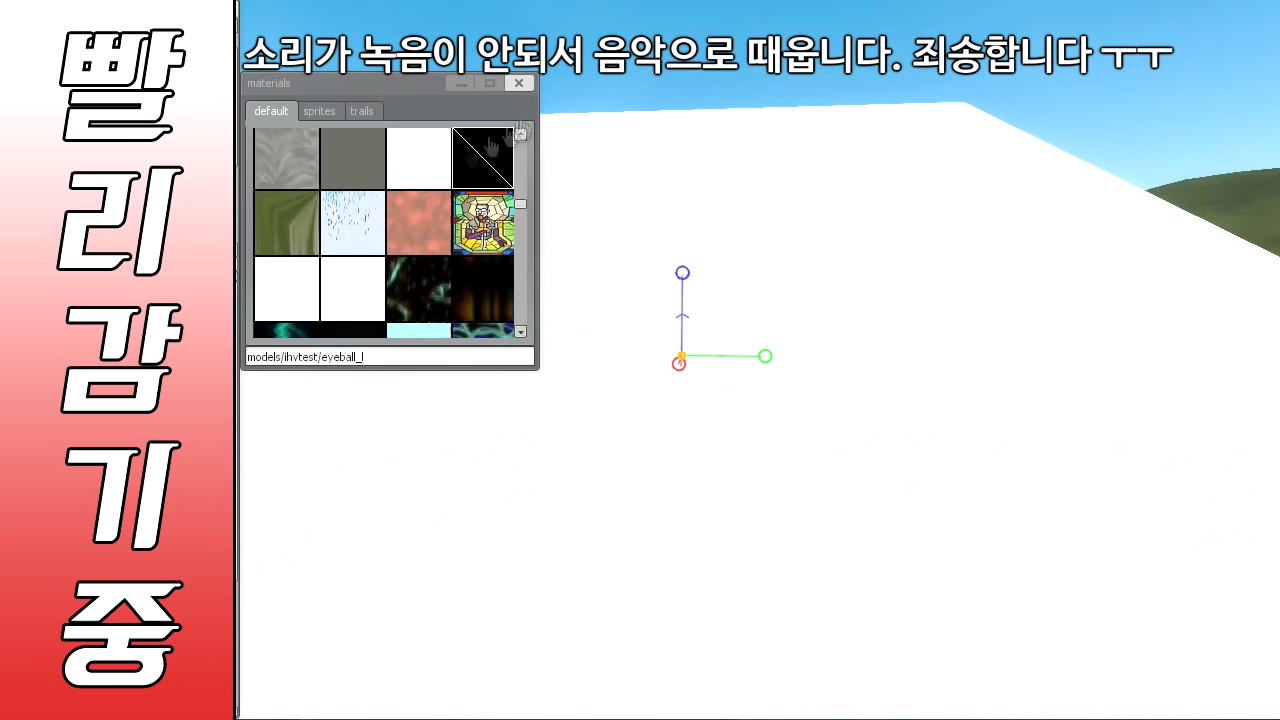 빨리감기중
소리가 녹음이 안되서 음악으로 때웁니다. 죄송합니다 ㅜㅜ
materials
default sprites trails
models/ihvtest/eyeball_l